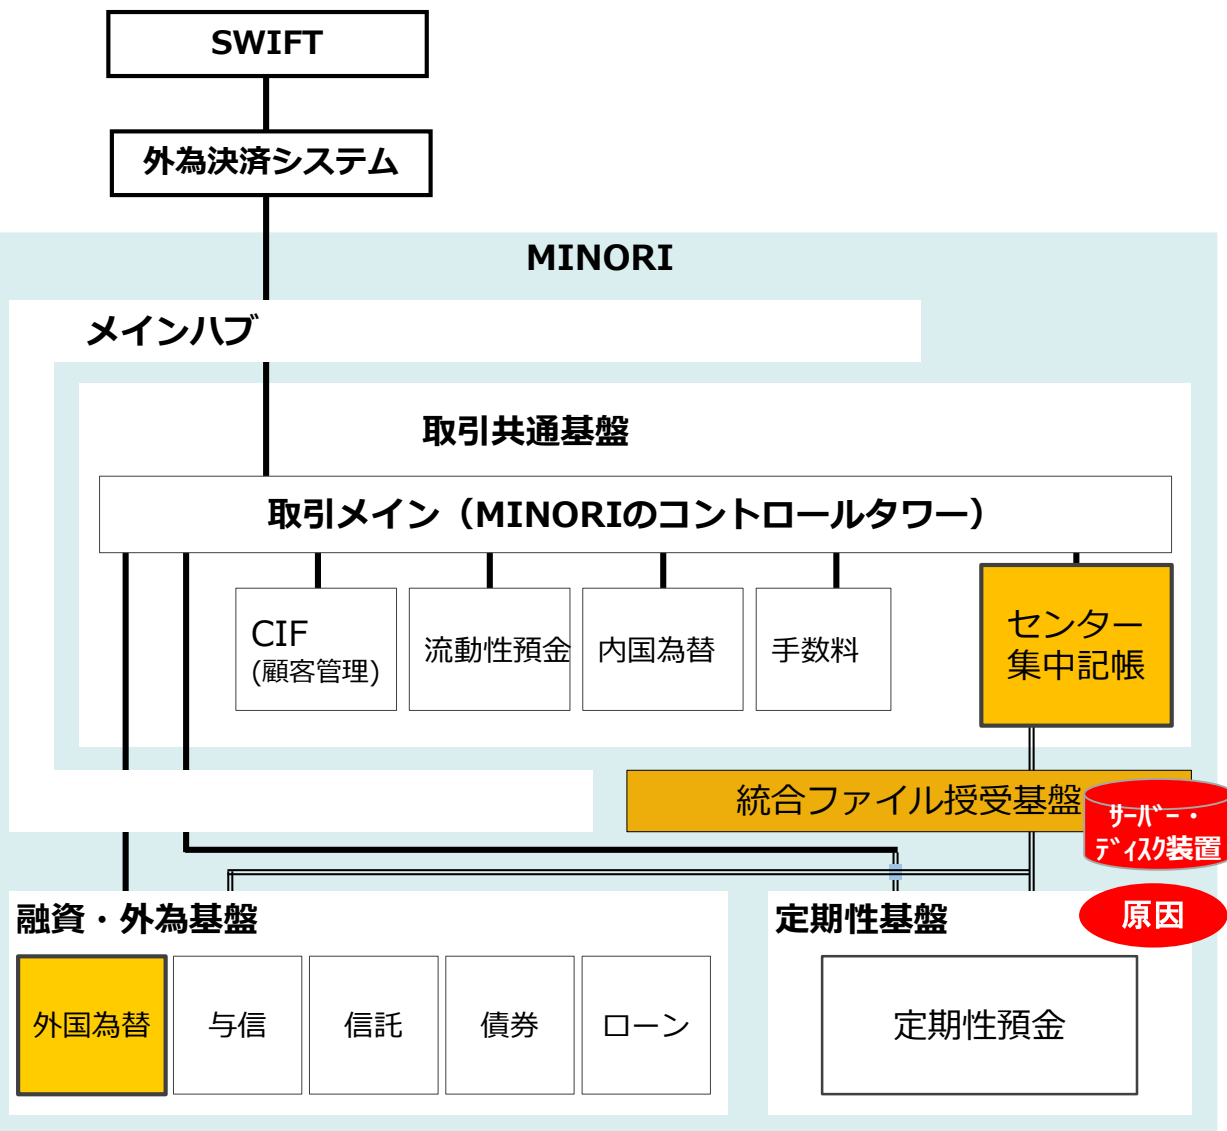 SWIFT
外為決済システム
MINORI
メインハブ
取引共通基盤
取引メイン（MINORIのコントロールタワー）
CIF
(顧客管理)
流動性預金
内国為替
手数料
センター
集中記帳
統合ファイル授受基盤
ｻｰﾊﾞｰ・
ﾃﾞｨｽｸ装置
融資・外為基盤
定期性基盤
原因
外国為替
与信
信託
債券
ローン
定期性預金